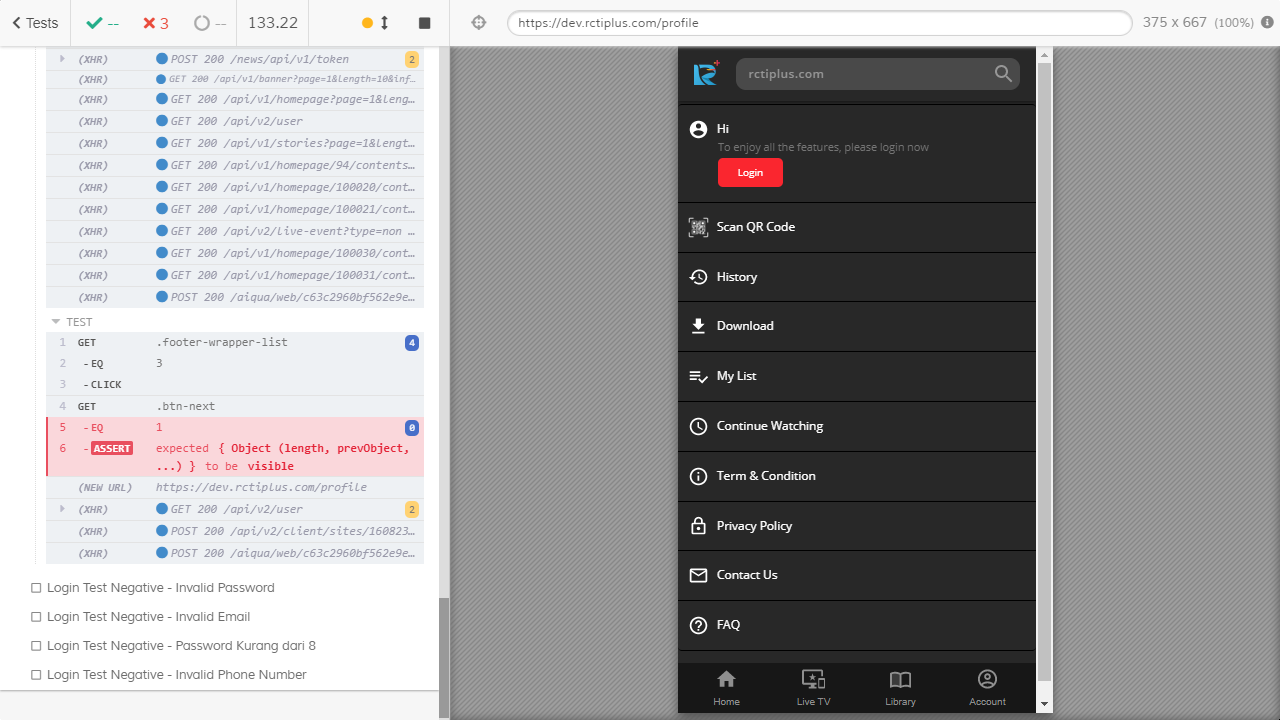 Tests
--
3
--
133.22
https://dev.rctiplus.com/profile
375 x 667 (100%)
(XHR) POST 200 /news/api/v1/token 2
(XHR) GET 200 /api/v1/banner?page=1&length=10&inf…
(XHR) GET 200 /api/v1/homepage?page=1&leng…
(XHR) GET 200 /api/v2/user
(XHR) GET 200 /api/v1/stories?page=1&lengt…
(XHR) GET 200 /api/v1/homepage/94/contents…
(XHR) GET 200 /api/v1/homepage/100020/cont…
(XHR) GET 200 /api/v1/homepage/100021/cont…
(XHR) GET 200 /api/v2/live-event?type=non …
(XHR) GET 200 /api/v1/homepage/100030/cont…
(XHR) GET 200 /api/v1/homepage/100031/cont…
(XHR) POST 200 /aiqua/web/c63c2960bf562e9e…
TEST
1 GET .footer-wrapper-list 4
2 - EQ 3
3 - CLICK
4 GET .btn-next
5 - EQ 1 0
6 - ASSERT expected { Object (length, prevObject,
...) } to be visible
(NEW URL) https://dev.rctiplus.com/profile
(XHR) GET 200 /api/v2/user 2
(XHR) POST 200 /api/v2/client/sites/160823…
(XHR) POST 200 /aiqua/web/c63c2960bf562e9e…
Login Test Negative - Invalid Password
Login Test Negative - Invalid Email
Login Test Negative - Password Kurang dari 8
Login Test Negative - Invalid Phone Number
rctiplus.com
Hi
To enjoy all the features, please login now
Login
Scan QR Code
History
Download
My List
Continue Watching
Term & Condition
Privacy Policy
Contact Us
FAQ
Home
Live TV
Library
Account